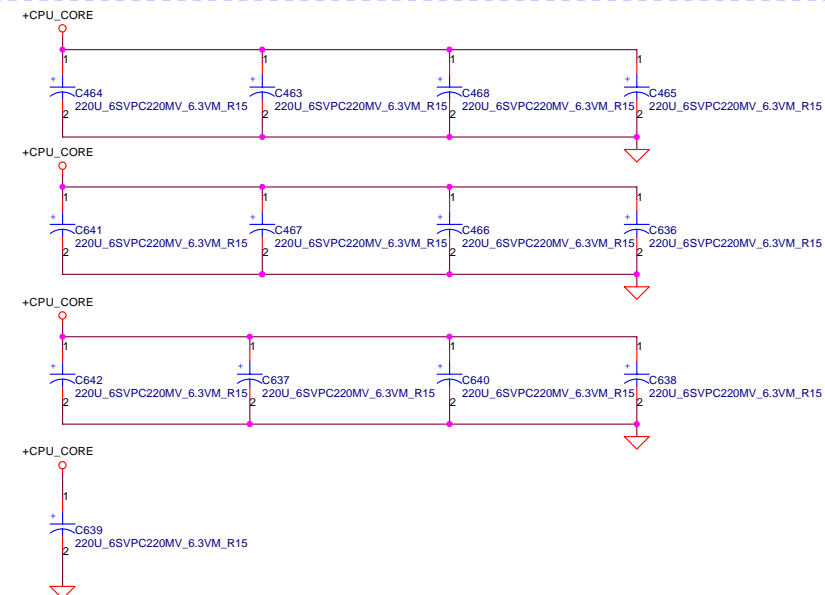 +CPU_CORE
1 1 1 1
+ + + +
C464 C463 C468 C465
220U_6SVPC220MV_6.3VM_R15 220U_6SVPC220MV_6.3VM_R15 220U_6SVPC220MV_6.3VM_R15 220U_6SVPC220MV_6.3VM_R15
2 2 2 2
+CPU_CORE
1 1 1 1
+ + + +
C641 C467 C466 C636
220U_6SVPC220MV_6.3VM_R15 220U_6SVPC220MV_6.3VM_R15 220U_6SVPC220MV_6.3VM_R15 220U_6SVPC220MV_6.3VM_R15
2 2 2 2
+CPU_CORE
1 1 1 1
+ + + +
C642 C637 C640 C638
220U_6SVPC220MV_6.3VM_R15 220U_6SVPC220MV_6.3VM_R15 220U_6SVPC220MV_6.3VM_R15 220U_6SVPC220MV_6.3VM_R15
2 2 2 2
+CPU_CORE
1
+
C639
220U_6SVPC220MV_6.3VM_R15
2